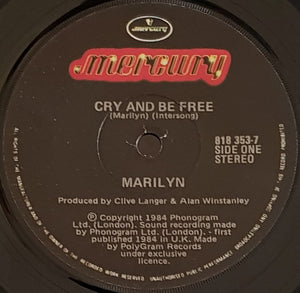 mercury
CRY AND BE FREE
(Marilyn) (Intersong)
818 353-7
SIDE ONE
STEREO
MARILYN
Produced by Clive Langer & Alan Winstanley
℗ Copyright 1984 Phonogram
Ltd. (London). Sound recording made
by Phonogram Ltd. (London). - first
published 1984 in U.K. Made
by PolyGram Records
under exclusive
licence.